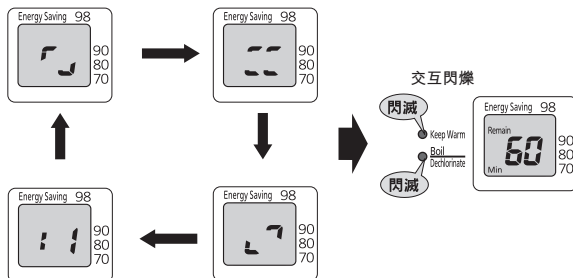 Energy Saving 98
90
80
70
Energy Saving 98
90
80
70
交互閃爍
閃滅
Keep Warm
Boil
Dechlorinate
閃滅
Energy Saving 98
Remain
60
Min
90
80
70
Energy Saving 98
90
80
70
Energy Saving 98
90
80
70